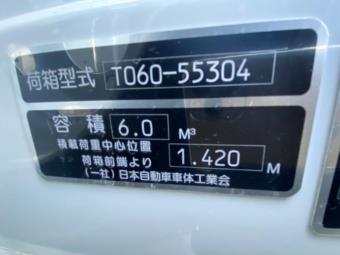 荷箱型式 TO60-55304
容積 6.0 M³
積載荷重中心位置
荷箱前端より 1.420 M
(一社)日本自動車車体工業会